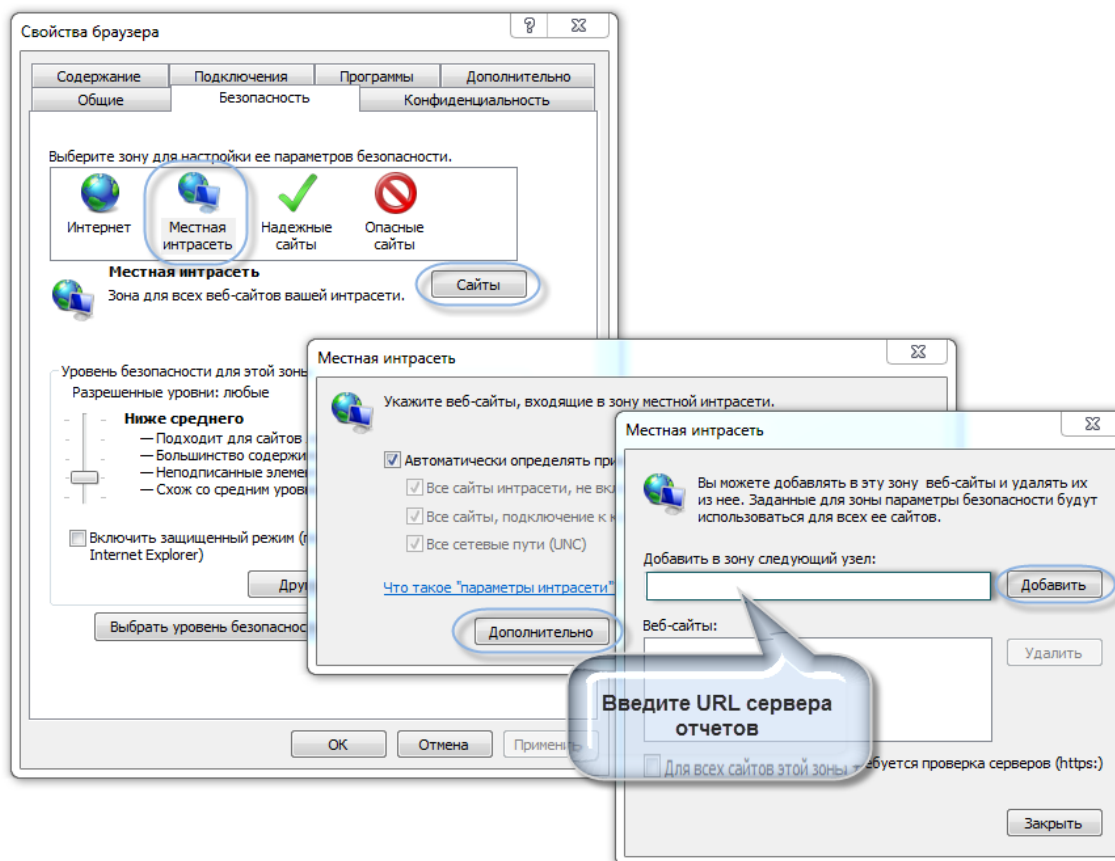 Свойства браузера
Содержание
Подключения
Программы
Дополнительно
Общие
Безопасность
Конфиденциальность
Выберите зону для настройки ее параметров безопасности.
Интернет
Местная
интрасеть
Надежные
сайты
Опасные
сайты
Местная интрасеть
Зона для всех веб-сайтов вашей интрасети.
Сайты
Уровень безопасности для этой
Разрешенные уровни: любые
Ниже среднего
— Подходит для сайтов
— Большинство
— Неподписанные
— Схож со средним
Включить защищенный режим
Internet Explorer)
Выбрать уровень
OK
Отмена
Применить
Местная интрасеть
Укажите веб-сайты, входящие в зону местной интрасети.
Автоматически определять
Все сайты интрасети, не
Все сайты, подключение к
Все сетевые пути (UNC)
Что такое "параметры интрасети"
Дополнительно
Местная интрасеть
Вы можете добавлять в эту зону веб-сайты и удалять их
из нее. Заданные для зоны параметры безопасности будут
использоваться для всех ее сайтов.
Добавить в зону следующий узел:
Добавить
Веб-сайты:
Удалить
Введите URL сервера
отчетов
Для всех сайтов этой зоны требуется проверка серверов (https:)
Закрыть